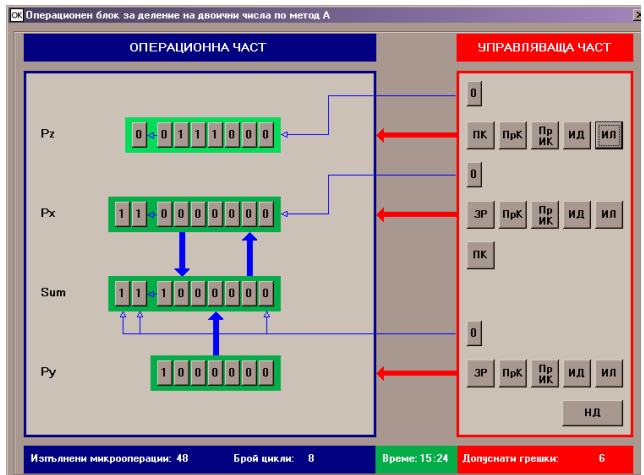 OK Операционен блок за деление на двоични числа по метод А
ОПЕРАЦИОННА ЧАСТ
УПРАВЛЯВАЩА ЧАСТ
0
Pz 0 0 1 1 1 0 0 0 ПК ПрК Пр ИК ИД ИЛ
0
Px 1 1 0 0 0 0 0 0 0 ЗР ПрК Пр ИК ИД ИЛ
ПК
Sum 1 1 1 0 0 0 0 0 0
0
Py 1 0 0 0 0 0 0 ЗР ПрК Пр ИК ИД ИЛ
НД
Изпълнени микрооперации: 48 Брой цикли: 8 Време: 15:24 Допуснати грешки: 6